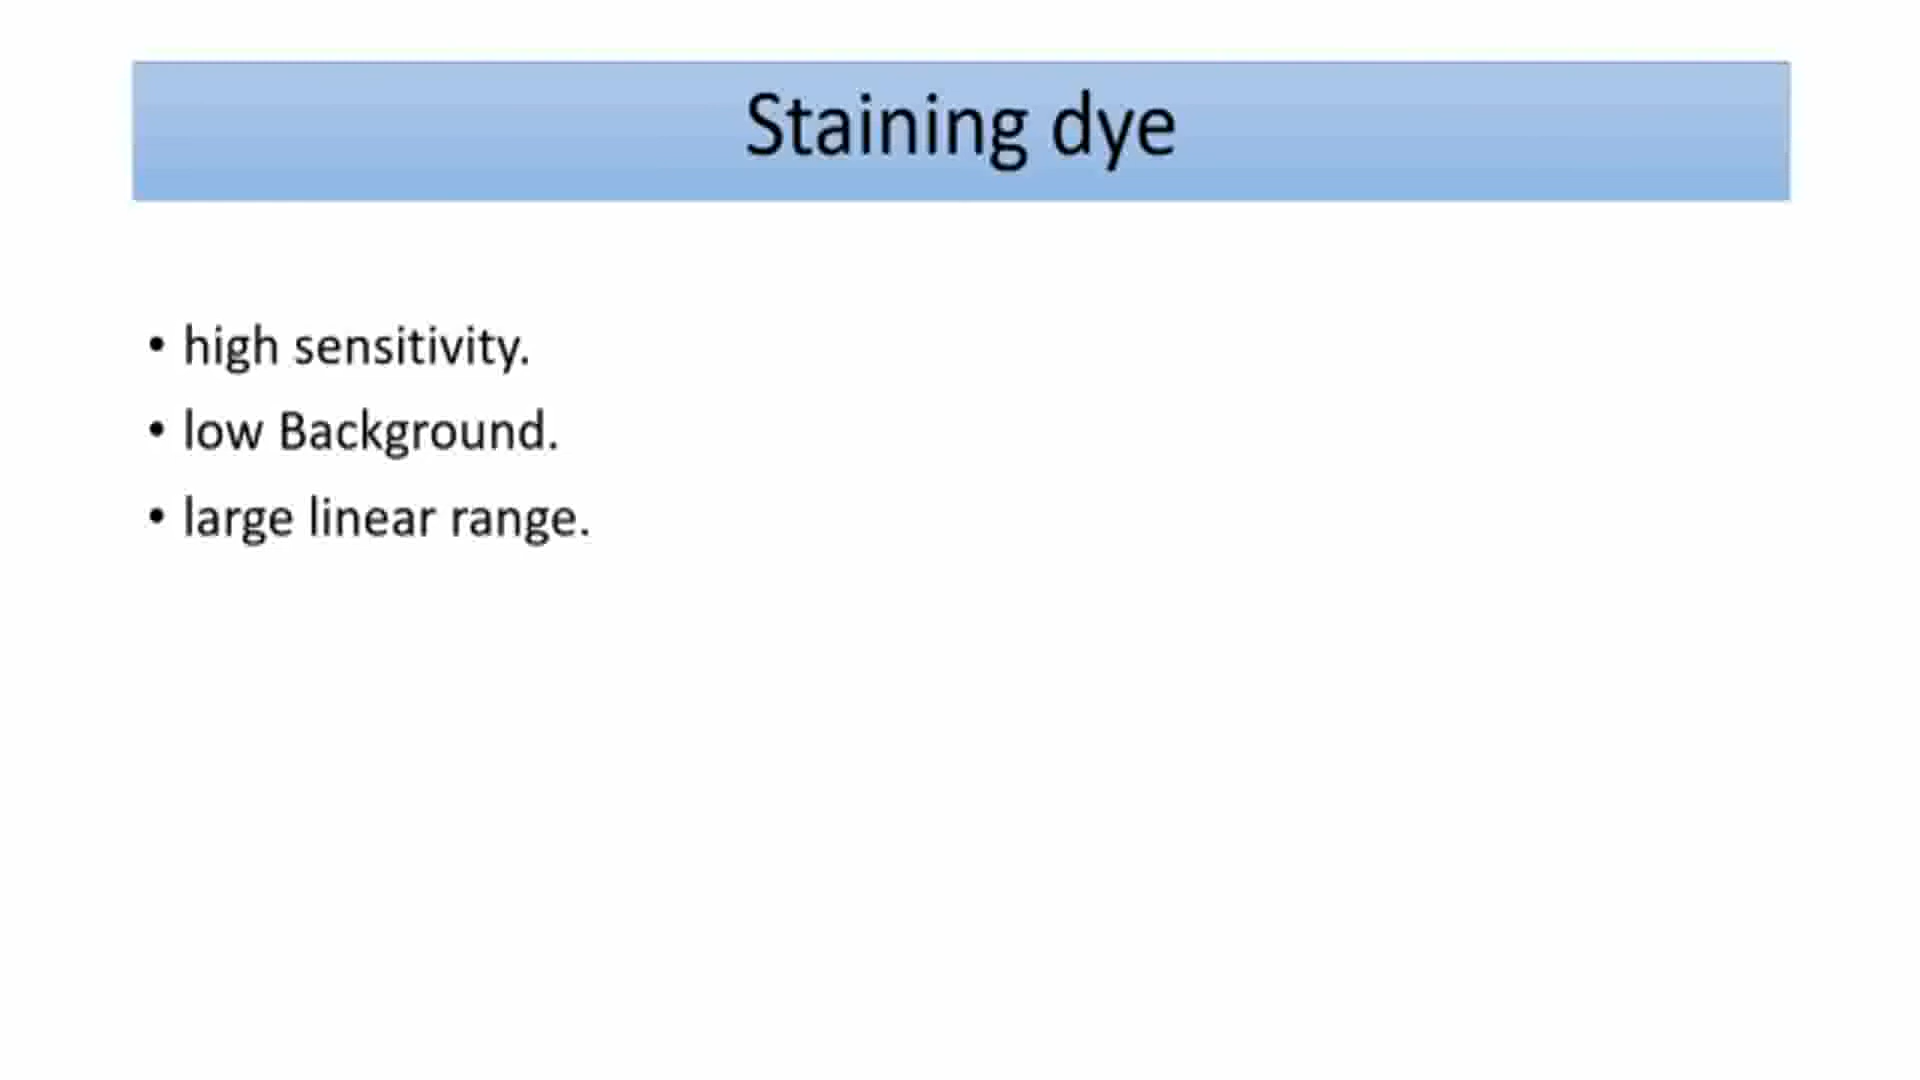 Staining dye
• high sensitivity.
• low Background.
• large linear range.